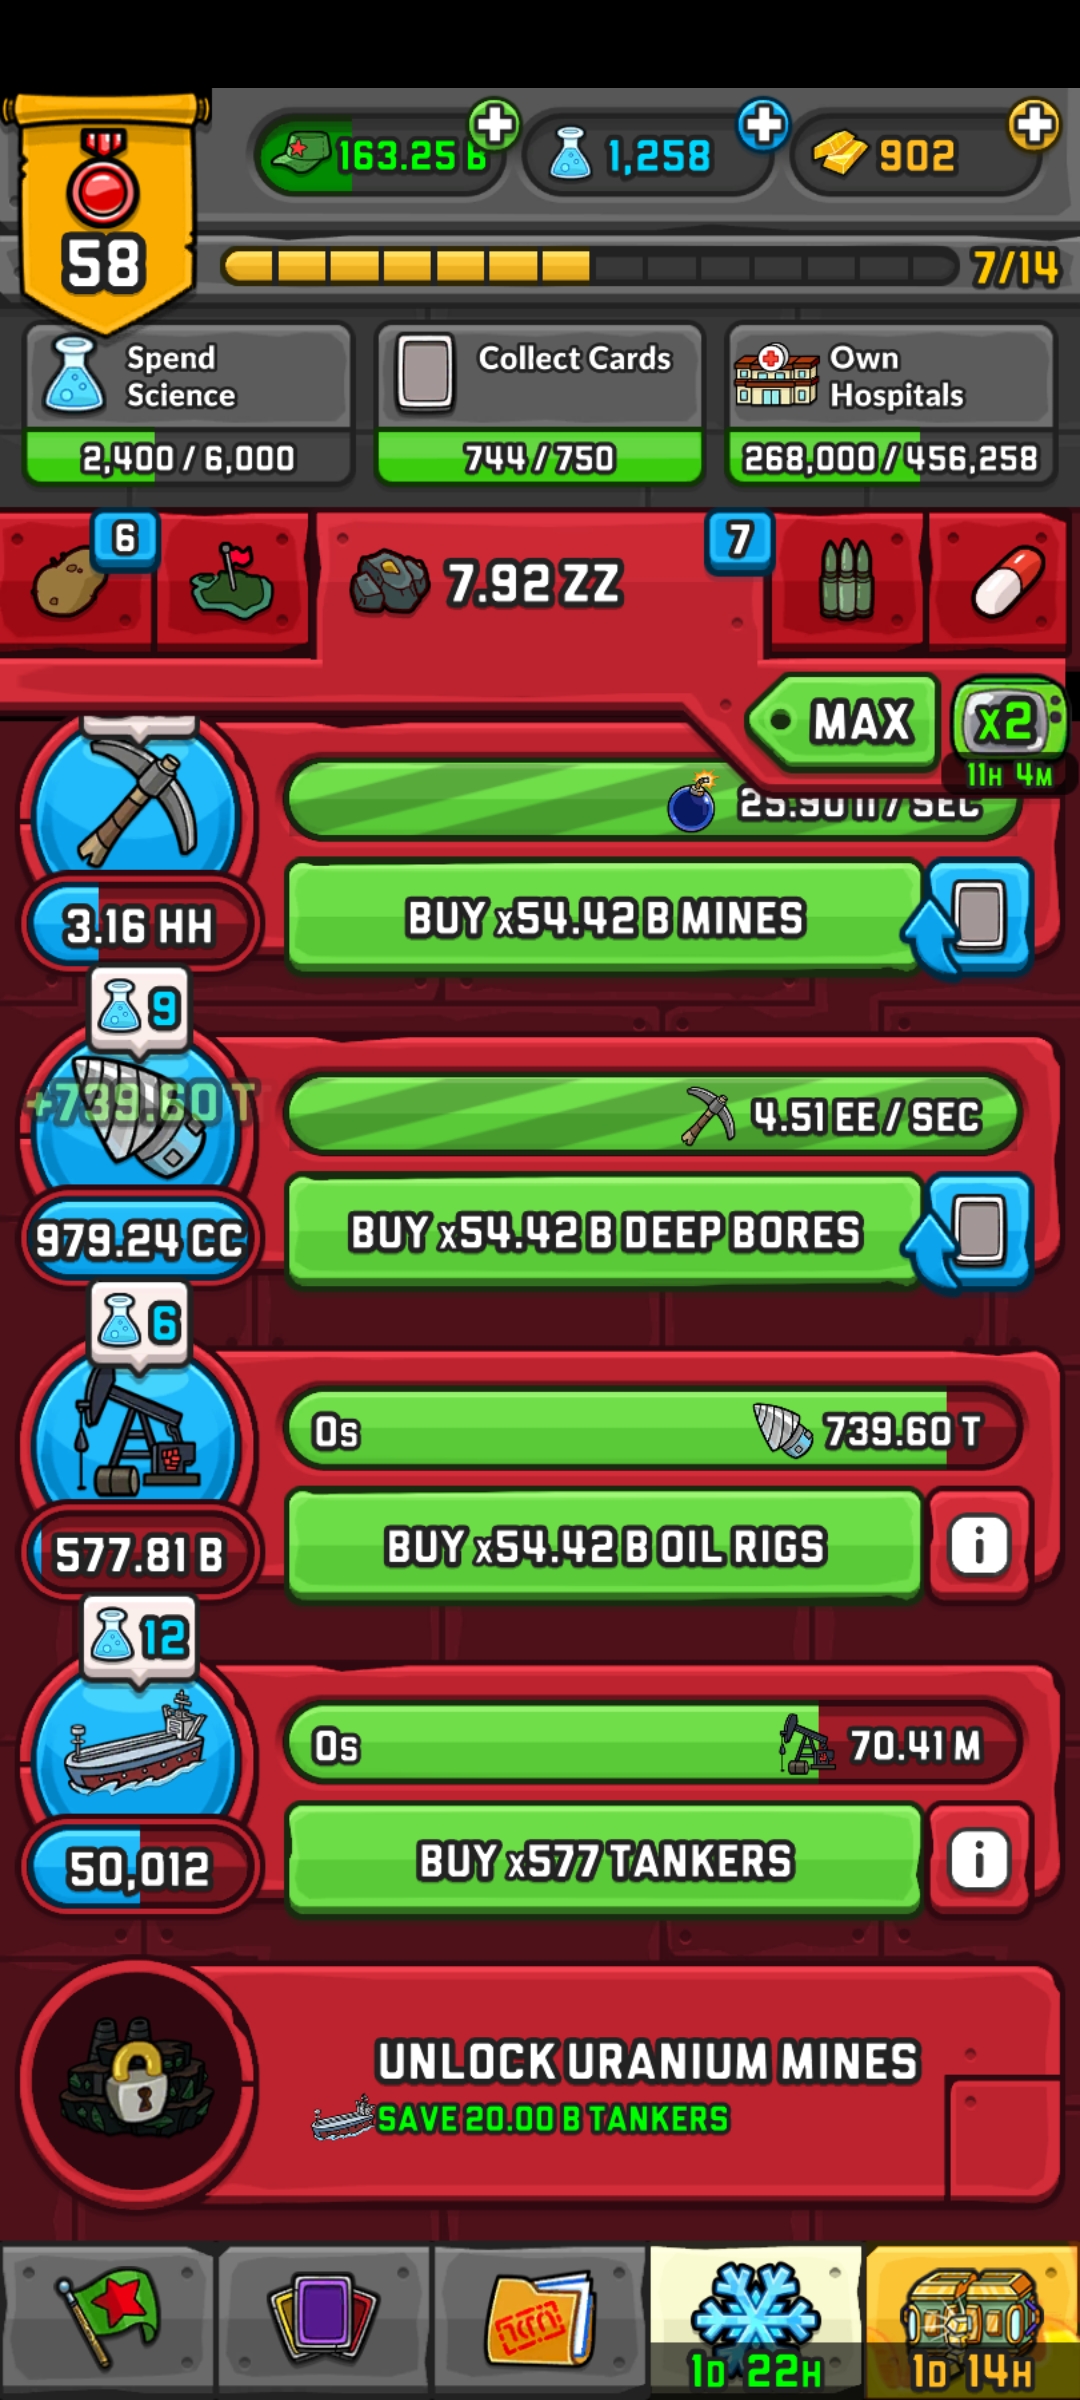 163.25 B
1,258
902
58
7/14
Spend
Science
2,400 / 6,000
Collect Cards
744 / 750
Own
Hospitals
268,000 / 456,258
6
7.92 ZZ
7
MAX
x2
11H 4M
/ SEC
3.16 HH
BUY x54.42 B MINES
9
+739.60 T
4.51 EE / SEC
979.24 CC
BUY x54.42 B DEEP BORES
6
0s
739.60 T
577.81 B
BUY x54.42 B OIL RIGS
i
12
0s
70.41 M
50,012
BUY x577 TANKERS
i
UNLOCK URANIUM MINES
SAVE 20.00 B TANKERS
1D 22H
1D 14H